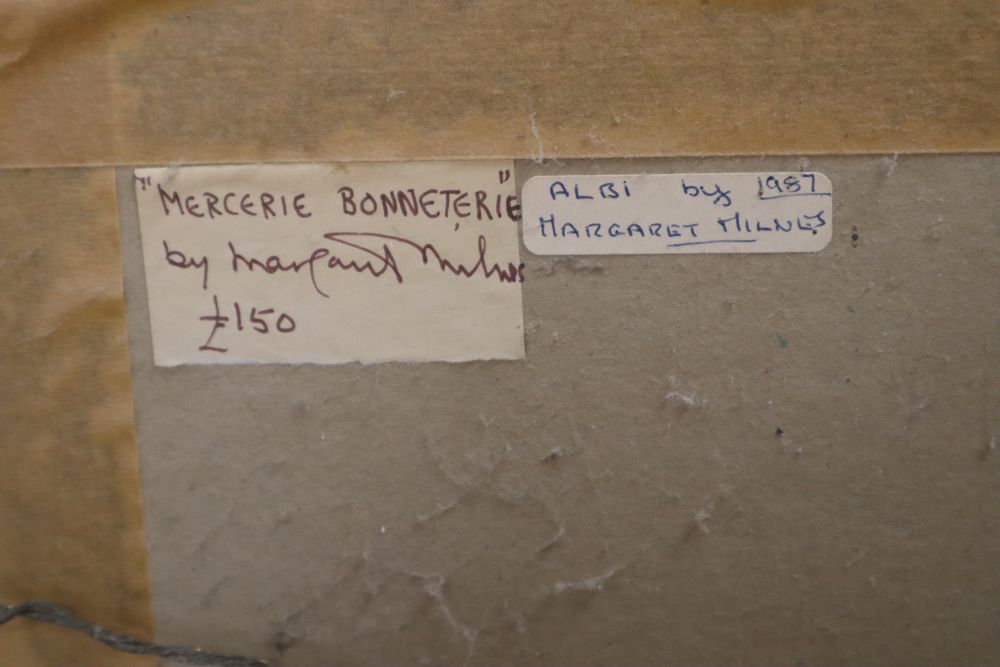 "MERCERIE BONNETERIE"
by Margaret Milnes
£150
ALBI by 1987
MARGARET MILNES